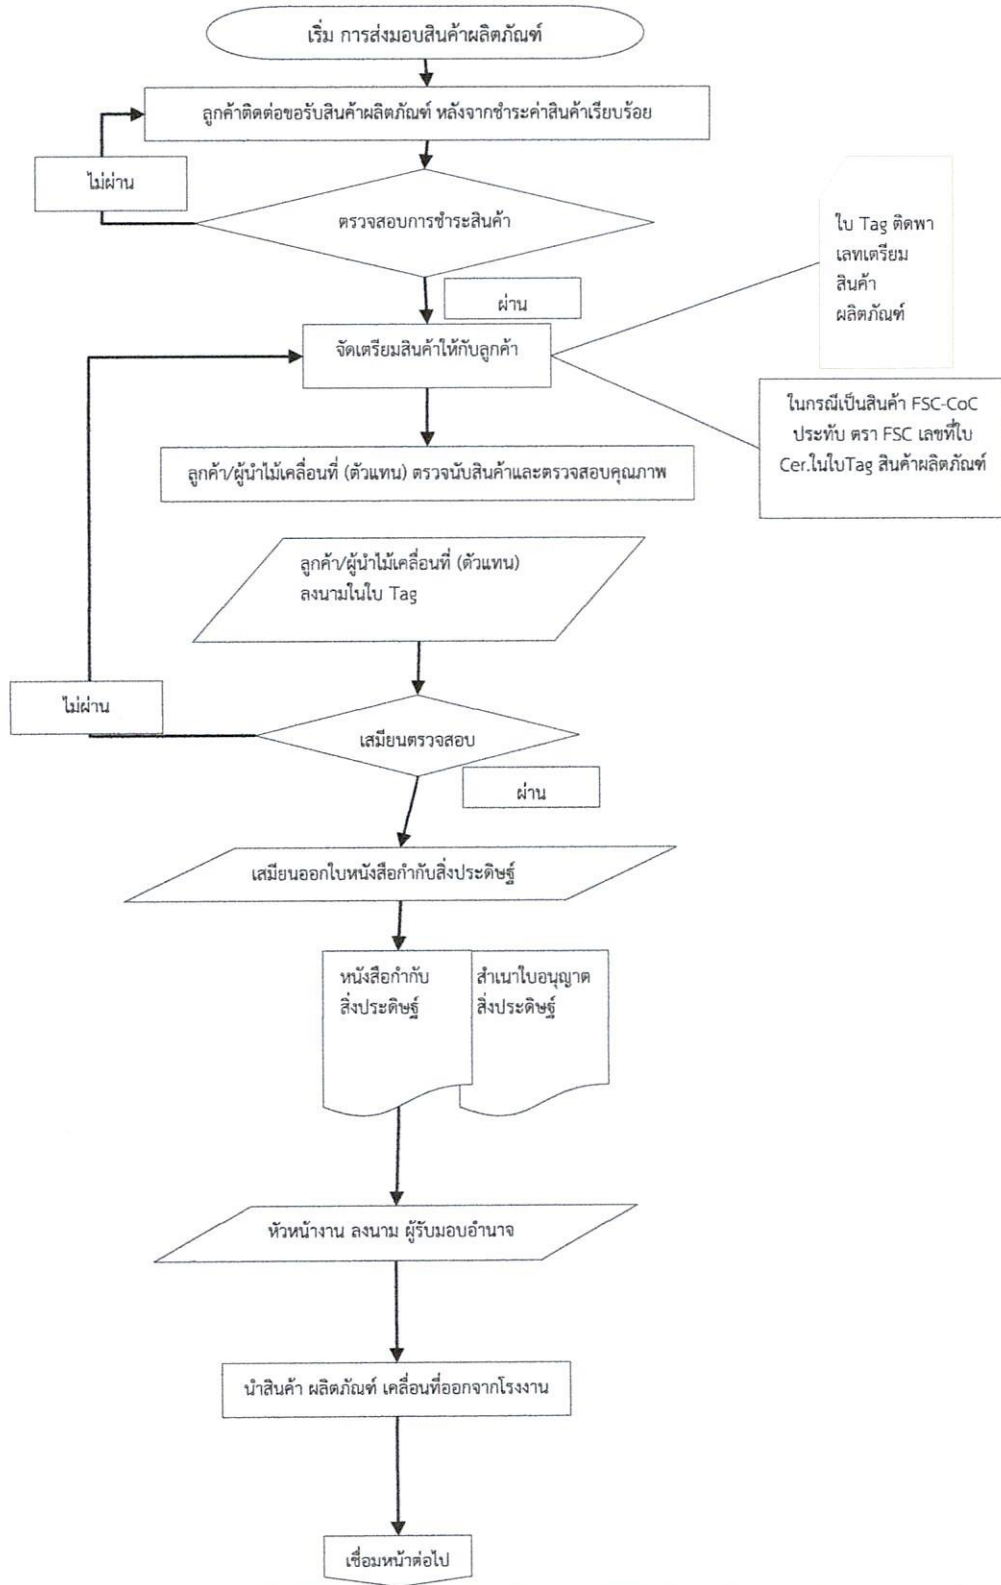 เริ่ม การส่งมอบสินค้าผลิตภัณฑ์
ลูกค้าติดต่อขอรับสินค้าผลิตภัณฑ์ หลังจากชำระค่าสินค้าเรียบร้อย
ไม่ผ่าน
ตรวจสอบการชำระสินค้า
ใบ Tag ติดพา
เลทเตรียม
สินค้า
ผลิตภัณฑ์
ผ่าน
จัดเตรียมสินค้าให้กับลูกค้า
ในกรณีเป็นสินค้า FSC-CoC
ประทับ ตรา FSC เลขที่ใบ
Cer.ในใบTag สินค้าผลิตภัณฑ์
ลูกค้า/ผู้นำไม้เคลื่อนที่ (ตัวแทน) ตรวจนับสินค้าและตรวจสอบคุณภาพ
ลูกค้า/ผู้นำไม้เคลื่อนที่ (ตัวแทน)
ลงนามในใบ Tag
ไม่ผ่าน
เสมียนตรวจสอบ
ผ่าน
เสมียนออกใบหนังสือกำกับสิ่งประดิษฐ์
หนังสือกำกับ
สิ่งประดิษฐ์
สำเนาใบอนุญาต
สิ่งประดิษฐ์
หัวหน้างาน ลงนาม ผู้รับมอบอำนาจ
นำสินค้า ผลิตภัณฑ์ เคลื่อนที่ออกจากโรงงาน
เชื่อมหน้าต่อไป